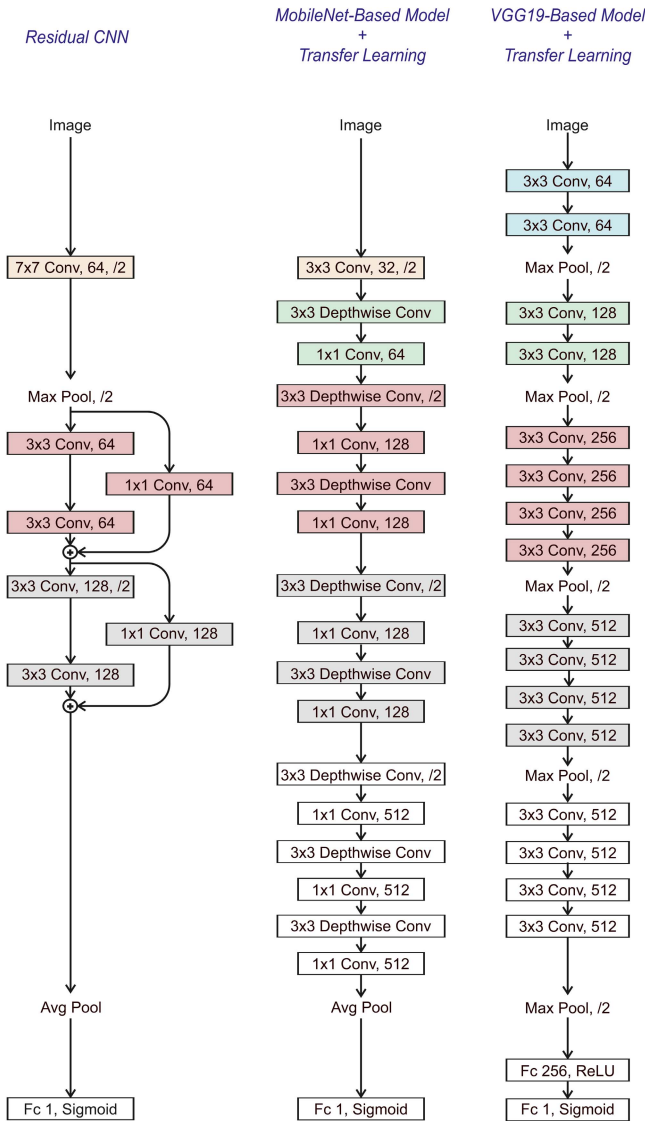 Residual CNN
Image
7x7 Conv, 64, /2
Max Pool, /2
3x3 Conv, 64
1x1 Conv, 64
3x3 Conv, 64
3x3 Conv, 128, /2
1x1 Conv, 128
3x3 Conv, 128
Avg Pool
Fc 1, Sigmoid
MobileNet-Based Model
+
Transfer Learning
Image
3x3 Conv, 32, /2
3x3 Depthwise Conv
1x1 Conv, 64
3x3 Depthwise Conv, /2
1x1 Conv, 128
3x3 Depthwise Conv
1x1 Conv, 128
3x3 Depthwise Conv, /2
1x1 Conv, 128
3x3 Depthwise Conv
1x1 Conv, 128
3x3 Depthwise Conv, /2
1x1 Conv, 512
3x3 Depthwise Conv
1x1 Conv, 512
3x3 Depthwise Conv
1x1 Conv, 512
Avg Pool
Fc 1, Sigmoid
VGG19-Based Model
+
Transfer Learning
Image
3x3 Conv, 64
3x3 Conv, 64
Max Pool, /2
3x3 Conv, 128
3x3 Conv, 128
Max Pool, /2
3x3 Conv, 256
3x3 Conv, 256
3x3 Conv, 256
3x3 Conv, 256
Max Pool, /2
3x3 Conv, 512
3x3 Conv, 512
3x3 Conv, 512
3x3 Conv, 512
Max Pool, /2
3x3 Conv, 512
3x3 Conv, 512
3x3 Conv, 512
3x3 Conv, 512
Max Pool, /2
Fc 256, ReLU
Fc 1, Sigmoid